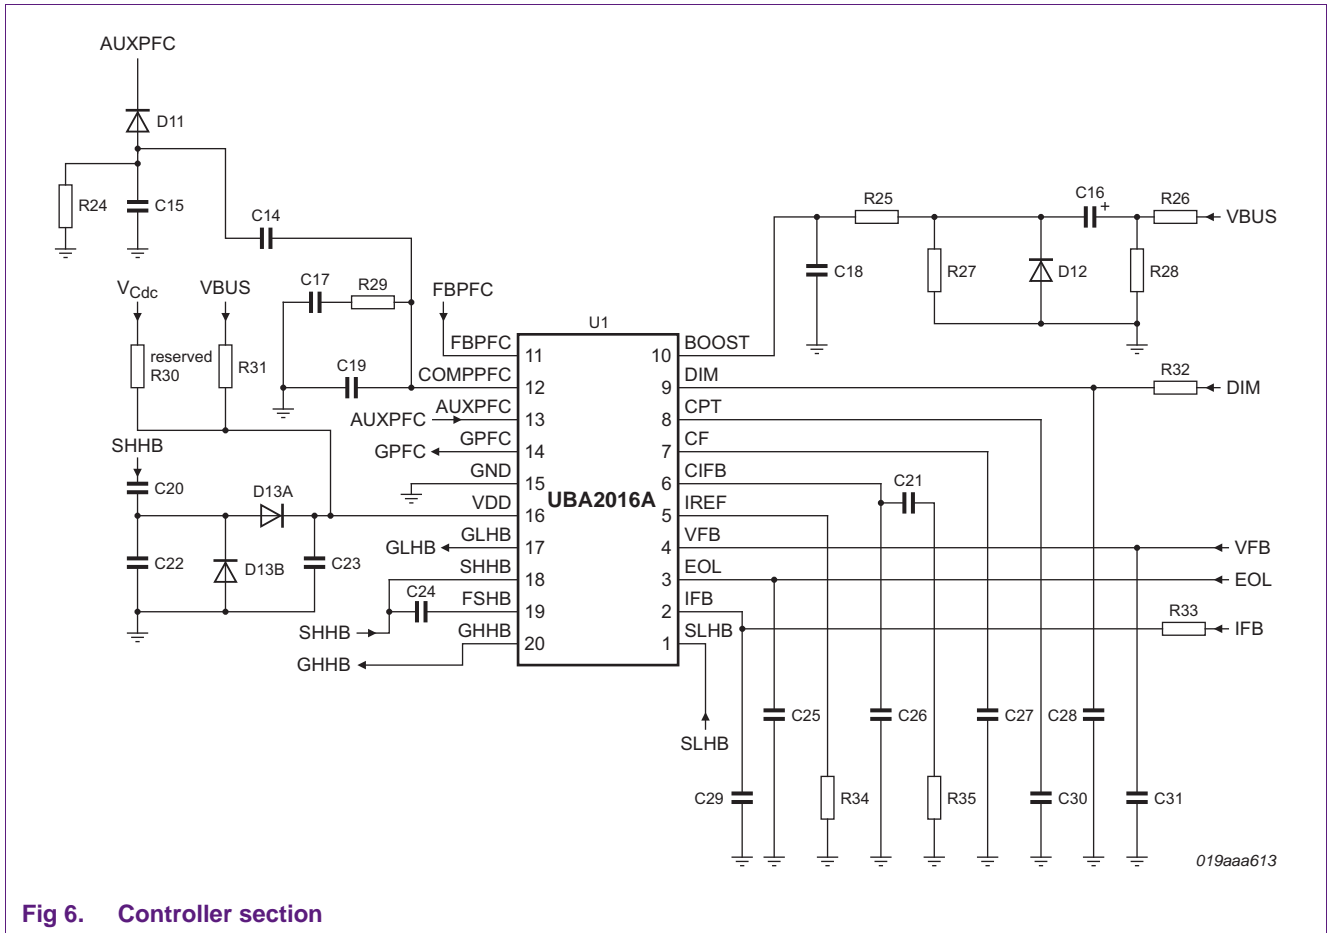 AUXPFC
D11
R24
C15
C14
C17
R29
FBPFC
VCdc
VBUS
reserved
R30
R31
C19
U1
FBPFC
11
COMPPFC
12
AUXPFC
AUXPFC
13
GPFC
GPFC
14
GND
15
VDD
16
GLHB
GLHB
17
SHHB
18
FSHB
19
GHHB
20
UBA2016A
SHHB
C20
D13A
C22
D13B
C23
C24
SHHB
GHHB
BOOST
10
DIM
9
CPT
8
CF
7
CIFB
6
IREF
5
VFB
4
EOL
3
IFB
2
SLHB
1
R25
C16
+
R26
VBUS
C18
R27
D12
R28
R32
DIM
C21
VFB
EOL
R33
IFB
SLHB
C25
C26
C27
C28
C29
R34
R35
C30
C31
019aaa613
Fig 6. Controller section